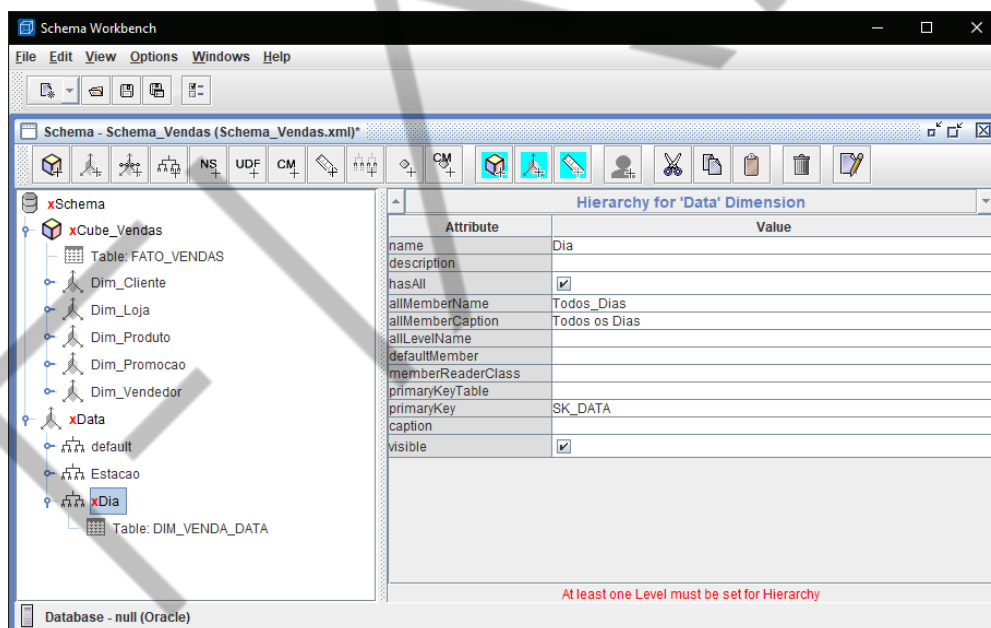 Schema Workbench
File Edit View Options Windows Help
Schema - Schema_Vendas (Schema_Vendas.xml)*
NS UDF CM CM
xSchema
xCube_Vendas
Table: FATO_VENDAS
Dim_Cliente
Dim_Loja
Dim_Produto
Dim_Promocao
Dim_Vendedor
xData
default
Estacao
xDia
Table: DIM_VENDA_DATA
Hierarchy for 'Data' Dimension
Attribute Value
name Dia
description
hasAll
allMemberName Todos_Dias
allMemberCaption Todos os Dias
allLevelName
defaultMember
memberReaderClass
primaryKeyTable
primaryKey SK_DATA
caption
visible
At least one Level must be set for Hierarchy
Database - null (Oracle)